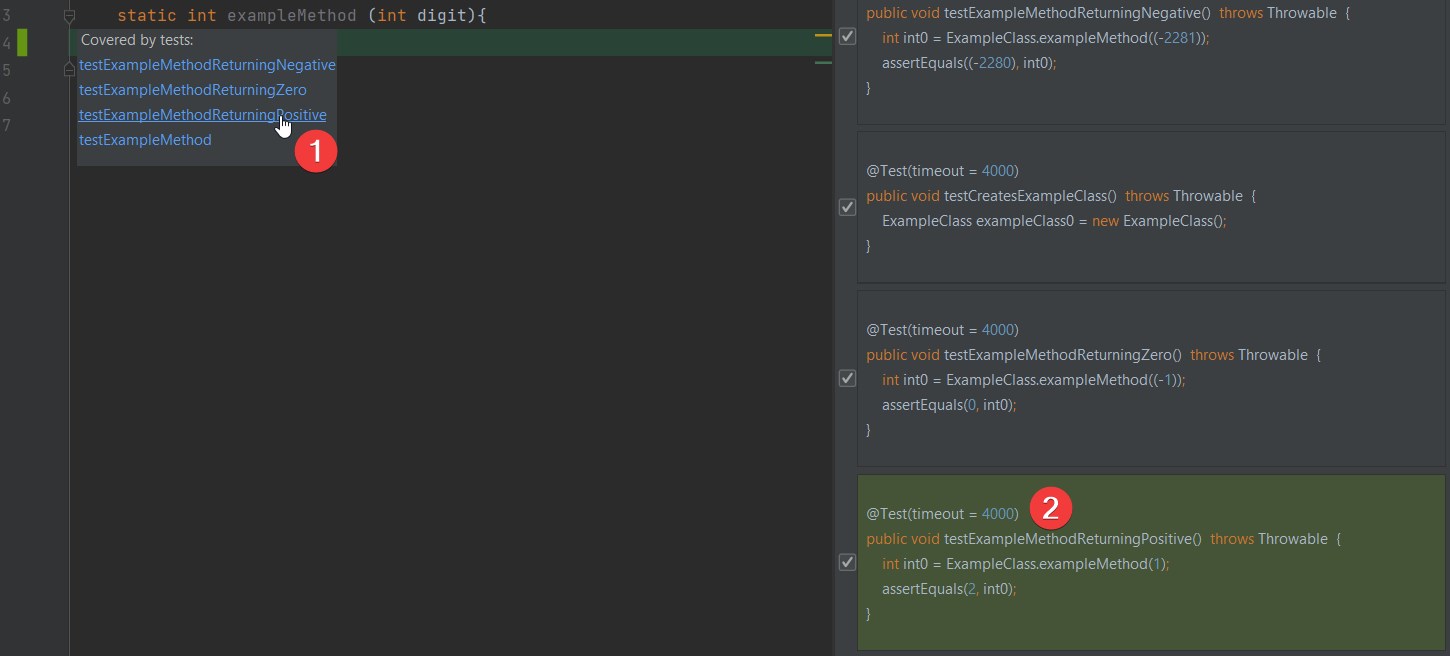 3
static int exampleMethod (int digit){
4
Covered by tests:
testExampleMethodReturningNegative
5
testExampleMethodReturningZero
6
testExampleMethodReturningPositive
7
testExampleMethod
1
public void testExampleMethodReturningNegative() throws Throwable {
int int0 = ExampleClass.exampleMethod((-2281));
assertEquals((-2280), int0);
}
@Test(timeout = 4000)
public void testCreatesExampleClass() throws Throwable {
ExampleClass exampleClass0 = new ExampleClass();
}
@Test(timeout = 4000)
public void testExampleMethodReturningZero() throws Throwable {
int int0 = ExampleClass.exampleMethod((-1));
assertEquals(0, int0);
}
@Test(timeout = 4000)
2
public void testExampleMethodReturningPositive() throws Throwable {
int int0 = ExampleClass.exampleMethod(1);
assertEquals(2, int0);
}